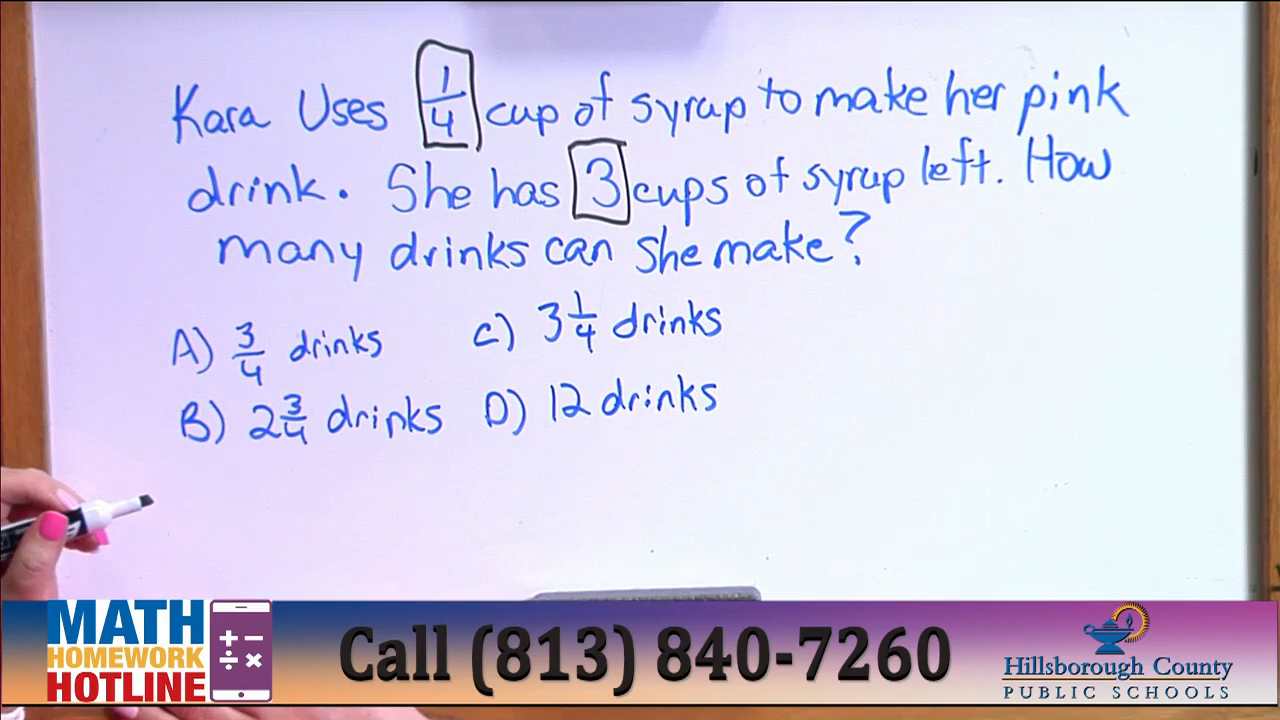 Kara Uses 1/4 cup of syrup to make her pink
drink. She has 3 cups of syrup left. How
many drinks can she make?
A) 3/4 drinks C) 3 1/4 drinks
B) 2 3/4 drinks D) 12 drinks
MATH
HOMEWORK
HOTLINE
+ −
÷ ×
Call (813) 840-7260
Hillsborough County
PUBLIC SCHOOLS